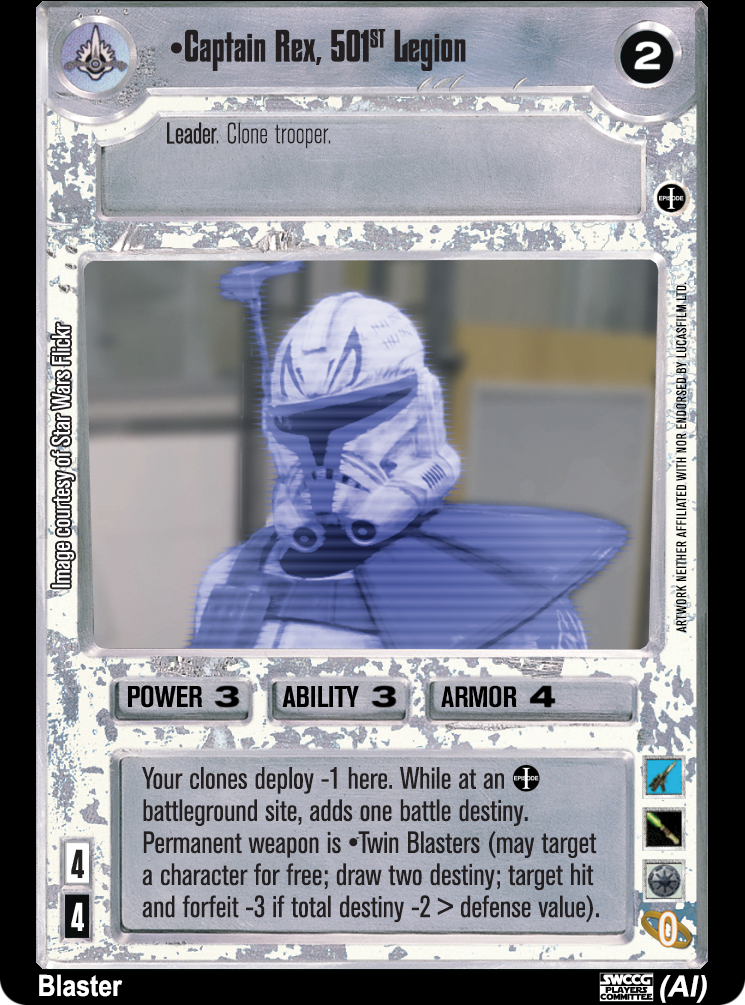 •Captain Rex, 501ST Legion
2
Leader. Clone trooper.
EPISODE I
Image courtesy of Star Wars Flickr
ARTWORK NEITHER AFFILIATED WITH NOR ENDORSED BY LUCASFILM LTD.
POWER 3
ABILITY 3
ARMOR 4
Your clones deploy -1 here. While at an EPISODE I
battleground site, adds one battle destiny.
Permanent weapon is •Twin Blasters (may target
a character for free; draw two destiny; target hit
and forfeit -3 if total destiny -2 > defense value).
4
4
0
Blaster
SWCCG
PLAYERS
COMMITTEE
(AI)